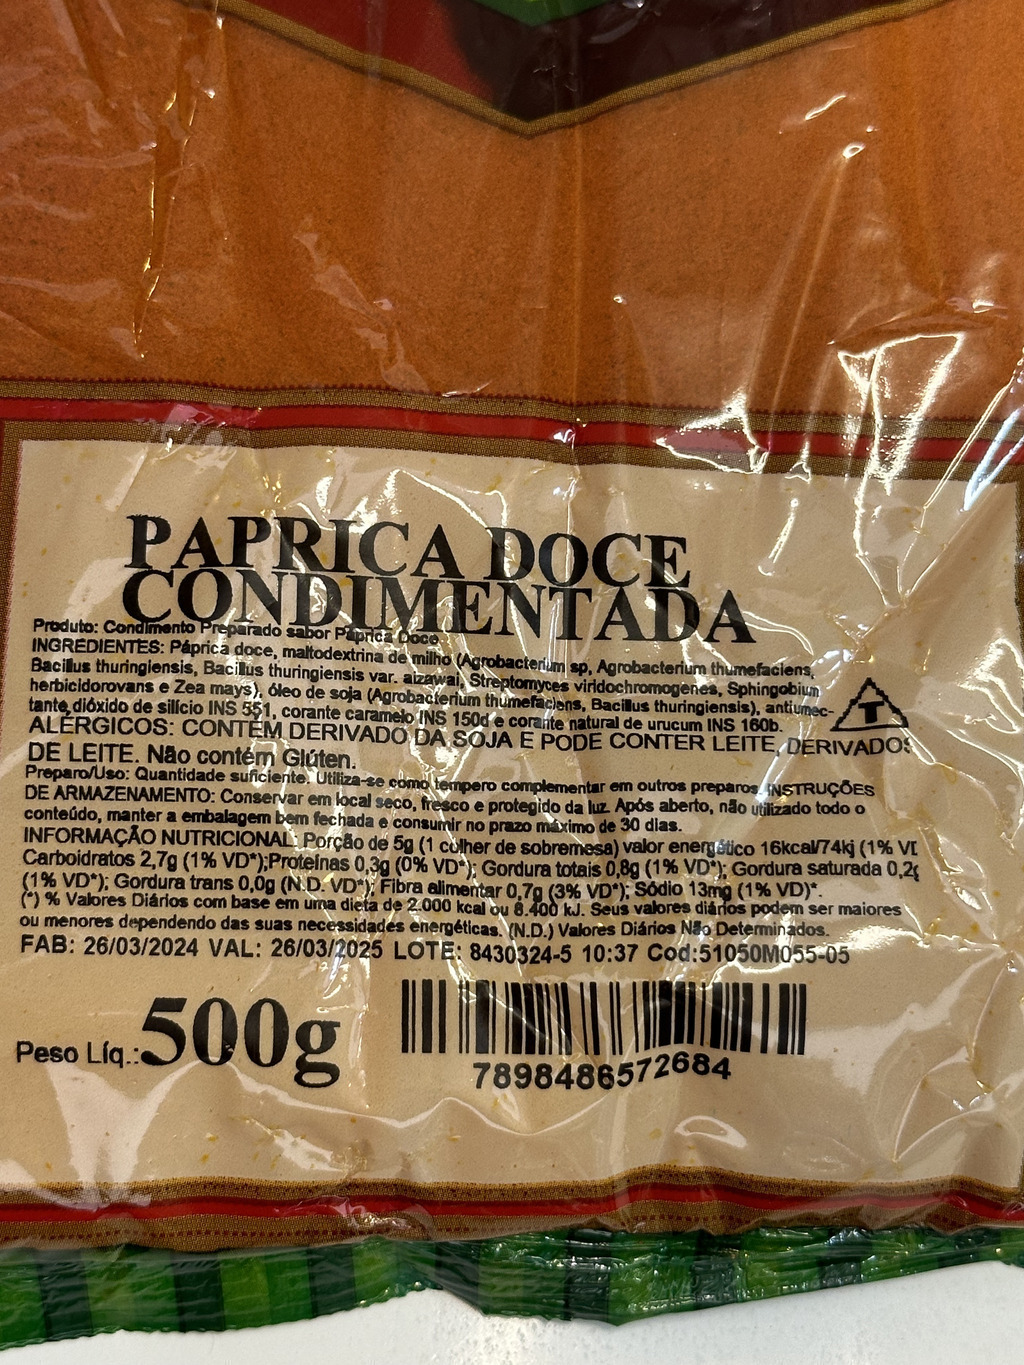 PAPRICA DOCE
CONDIMENTADA
Produto: Condimento Preparado sabor Páprica Doce.
INGREDIENTES: Páprica doce, maltodextrina de milho (Agrobacterium sp, Agrobacterium thumefaciens,
Bacillus thuringiensis, Bacillus thuringiensis var. aizawai, Streptomyces viridochromogenes, Sphingobium
herbicidorovans e Zea mays), óleo de soja (Agrobacterium thumefaciens, Bacillus thuringiensis), antiumec-
tante dióxido de silício INS 551, corante caramelo INS 150d e corante natural de urucum INS 160b.
T
ALÉRGICOS: CONTÉM DERIVADO DA SOJA E PODE CONTER LEITE, DERIVADOS
DE LEITE. Não contém Glúten.
Preparo/Uso: Quantidade suficiente. Utiliza-se como tempero complementar em outros preparos. INSTRUÇÕES
DE ARMAZENAMENTO: Conservar em local seco, fresco e protegido da luz. Após aberto, não utilizado todo o
conteúdo, manter a embalagem bem fechada e consumir no prazo máximo de 30 dias.
INFORMAÇÃO NUTRICIONAL: Porção de 5g (1 colher de sobremesa) valor energético 16kcal/74kj (1% VD
Carboidratos 2,7g (1% VD*);Proteínas 0,3g (0% VD*); Gordura totais 0,8g (1% VD*); Gordura saturada 0,2g
(1% VD*); Gordura trans 0,0g (N.D. VD*); Fibra alimentar 0,7g (3% VD*); Sódio 13mg (1% VD)*.
(*) % Valores Diários com base em uma dieta de 2.000 kcal ou 8.400 kJ. Seus valores diários podem ser maiores
ou menores dependendo das suas necessidades energéticas. (N.D.) Valores Diários Não Determinados.
FAB: 26/03/2024 VAL: 26/03/2025 LOTE: 8430324-5 10:37 Cod:51050M055-05
Peso Líq.: 500g
7898486572684